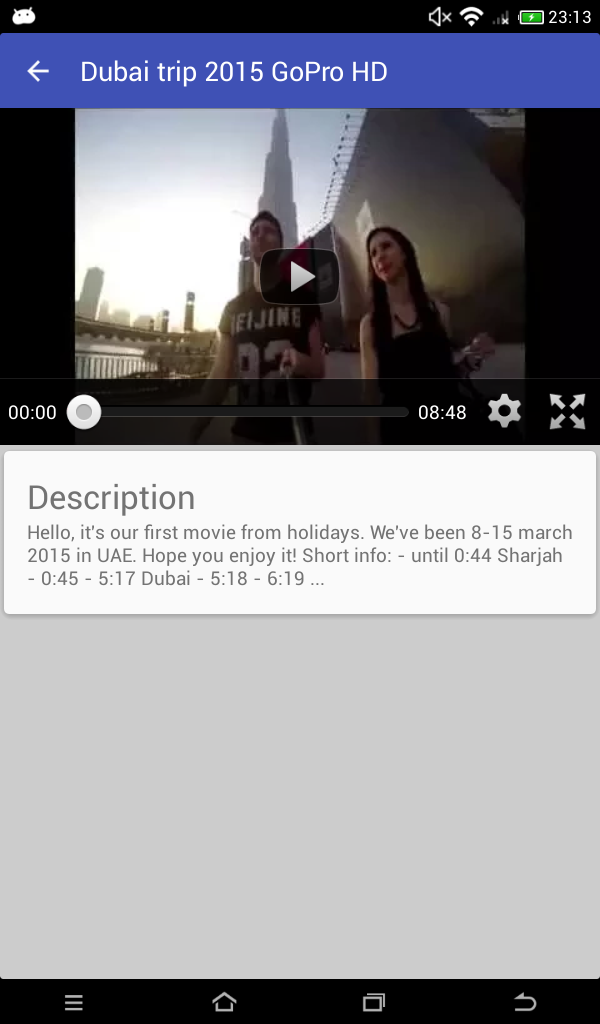 23:13
Dubai trip 2015 GoPro HD
BEIJING
00:00
08:48
Description
Hello, it's our first movie from holidays. We've been 8-15 march
2015 in UAE. Hope you enjoy it! Short info: - until 0:44 Sharjah
- 0:45 - 5:17 Dubai - 5:18 - 6:19 ...